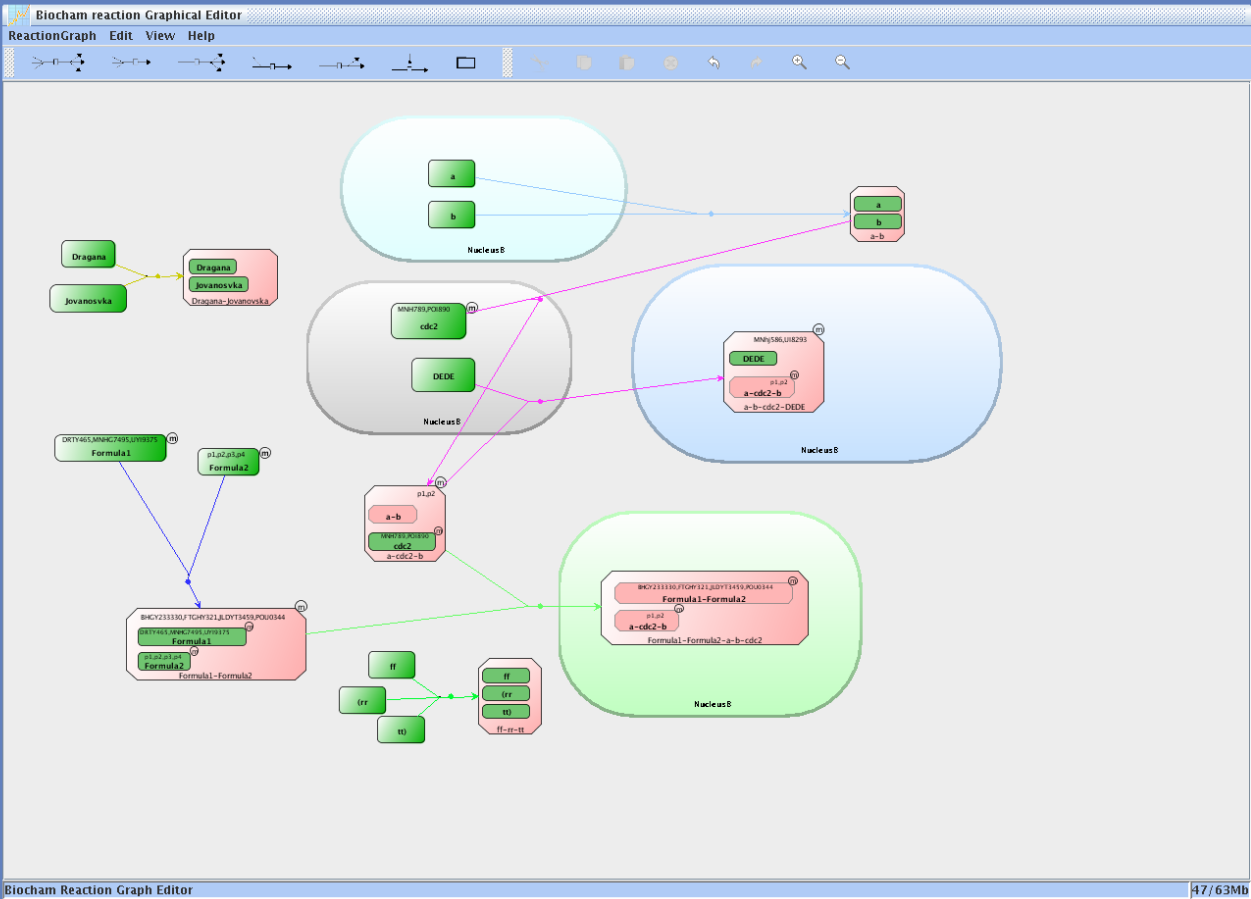 Biocham reaction Graphical Editor
ReactionGraph Edit View Help
a
b
NucleusB
a
b
a-b
Dragana
Jovanosvka
Dragana
Jovanosvka
Dragana-Jovanovska
MNH789,POI890
m
cdc2
DEDE
NucleusB
m
MNhj586,UI8293
DEDE
m
p1,p2
a-cdc2-b
a-b-cdc2-DEDE
NucleusB
DRTY465,MNHG7495,UYI9375
m
Formula1
p1,p2,p3,p4
m
Formula2
m
p1,p2
a-b
m
MNH789,POI890
cdc2
a-cdc2-b
m
BHGY233330,FTGHY321,JLDYT3459,POU0344
m
DRTY465,MNHG7495,UYI9375
Formula1
m
p1,p2,p3,p4
Formula2
Formula1-Formula2
m
BHGY233330,FTGHY321,JLDYT3459,POU0344
Formula1-Formula2
m
p1,p2
a-cdc2-b
Formula1-Formula2-a-b-cdc2
NucleusB
ff
(rr
tt)
ff
(rr
tt)
ff-rr-tt
Biocham Reaction Graph Editor
47/63Mb